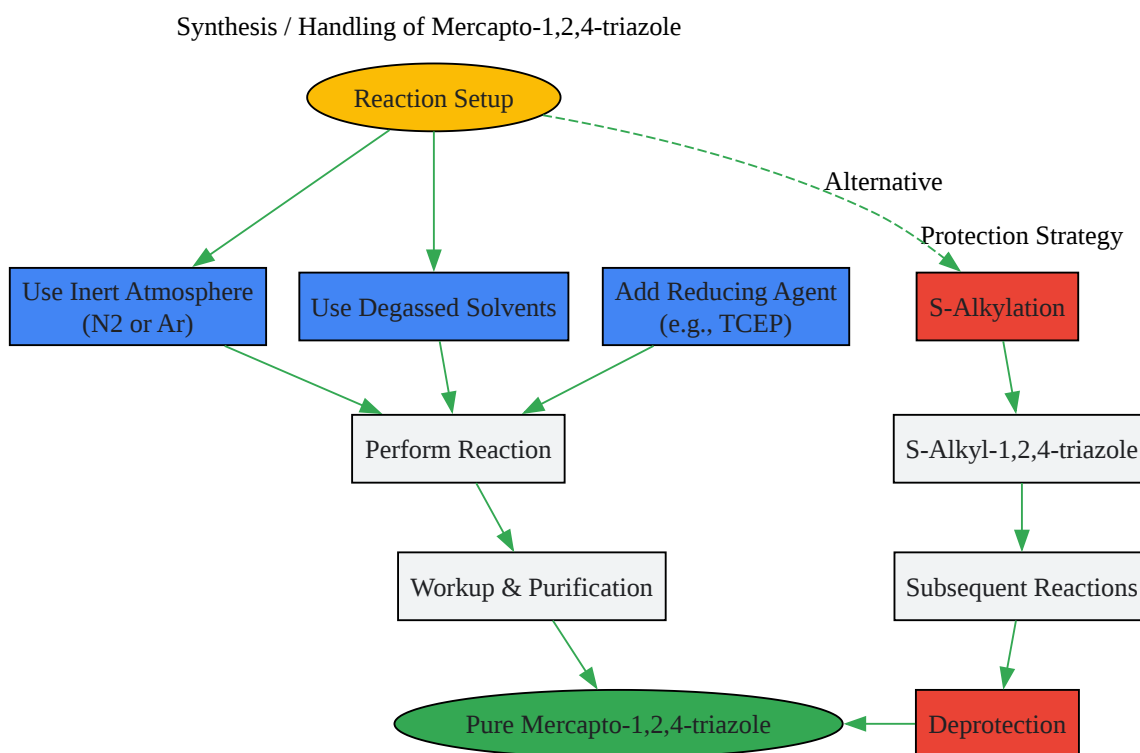 Synthesis / Handling of Mercapto-1,2,4-triazole
Reaction Setup
Alternative
Protection Strategy
Use Inert Atmosphere
(N2 or Ar)
Use Degassed Solvents
Add Reducing Agent
(e.g., TCEP)
S-Alkylation
Perform Reaction
S-Alkyl-1,2,4-triazole
Workup & Purification
Subsequent Reactions
Pure Mercapto-1,2,4-triazole
Deprotection